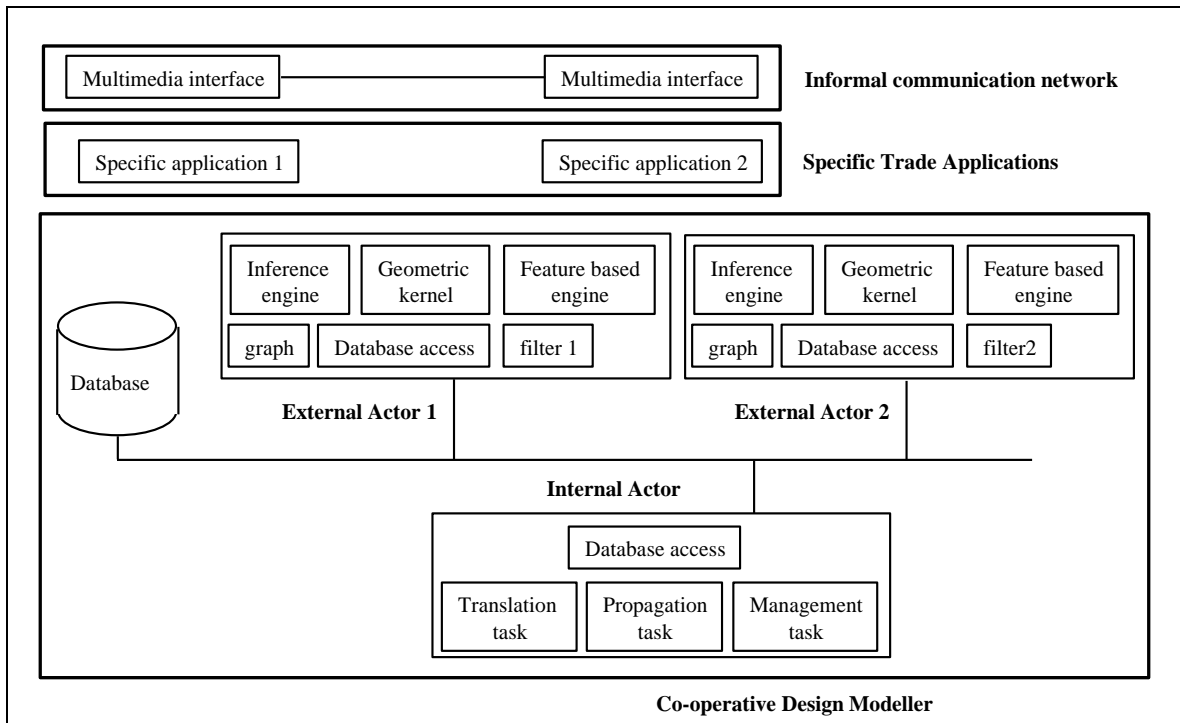 Multimedia interface
Multimedia interface
Informal communication network
Specific application 1
Specific application 2
Specific Trade Applications
Inference
engine
Geometric
kernel
Feature based
engine
Inference
engine
Geometric
kernel
Feature based
engine
graph
Database access
filter 1
graph
Database access
filter2
Database
External Actor 1
External Actor 2
Internal Actor
Database access
Translation
task
Propagation
task
Management
task
Co-operative Design Modeller